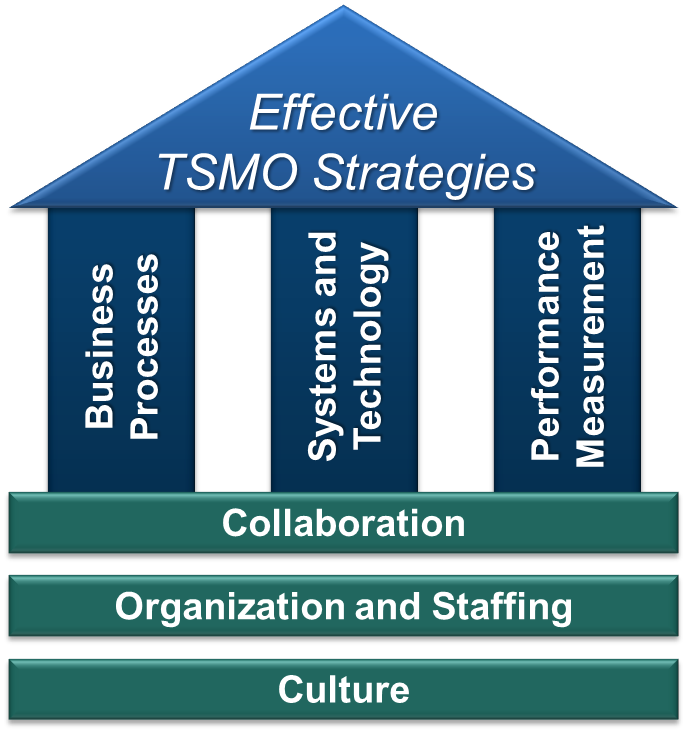 Effective
TSMO Strategies
Business
Processes
Systems and
Technology
Performance
Measurement
Collaboration
Organization and Staffing
Culture